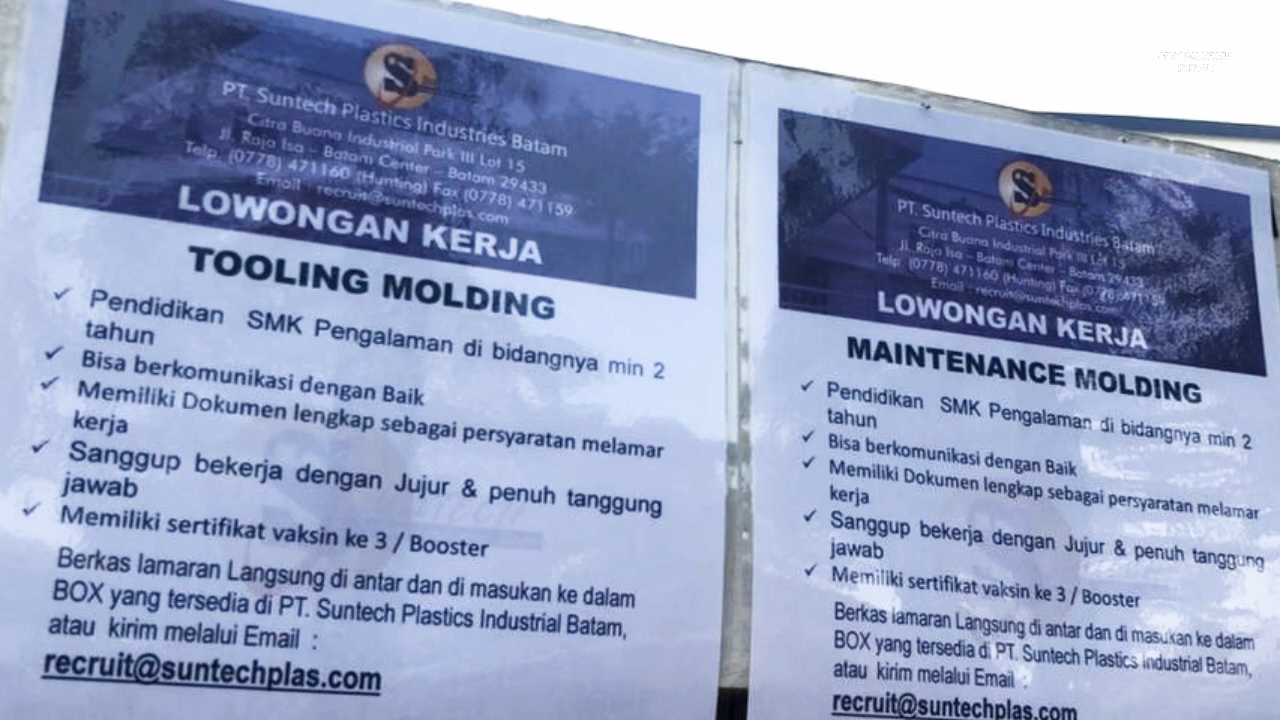 PT. Suntech Plastics Industries Batam
Citra Buana Industrial Park III Lot 15
Jl. Raja Isa – Batam Center – Batam 29433
Telp. (0778) 471160 (Hunting) Fax (0778) 471159
Email : recruit@suntechplas.com
LOWONGAN KERJA
TOOLING MOLDING
✓ Pendidikan SMK Pengalaman di bidangnya min 2
tahun
✓ Bisa berkomunikasi dengan Baik
✓ Memiliki Dokumen lengkap sebagai persyaratan melamar
kerja
✓ Sanggup bekerja dengan Jujur & penuh tanggung
jawab
✓ Memiliki sertifikat vaksin ke 3 / Booster
Berkas lamaran Langsung di antar dan di masukan ke dalam
BOX yang tersedia di PT. Suntech Plastics Industrial Batam,
atau kirim melalui Email :
recruit@suntechplas.com
PT. Suntech Plastics Industries Batam
Citra Buana Industrial Park III Lot 15
Jl. Raja Isa – Batam Center – Batam 29433
Telp. (0778) 471160 (Hunting) Fax (0778) 471159
Email : recruit@suntechplas.com
LOWONGAN KERJA
MAINTENANCE MOLDING
✓ Pendidikan SMK Pengalaman di bidangnya min 2
tahun
✓ Bisa berkomunikasi dengan Baik
✓ Memiliki Dokumen lengkap sebagai persyaratan melamar
kerja
✓ Sanggup bekerja dengan Jujur & penuh tanggung
jawab
✓ Memiliki sertifikat vaksin ke 3 / Booster
Berkas lamaran Langsung di antar dan di masukan ke dalam
BOX yang tersedia di PT. Suntech Plastics Industrial Batam,
atau kirim melalui Email :
recruit@suntechplas.com